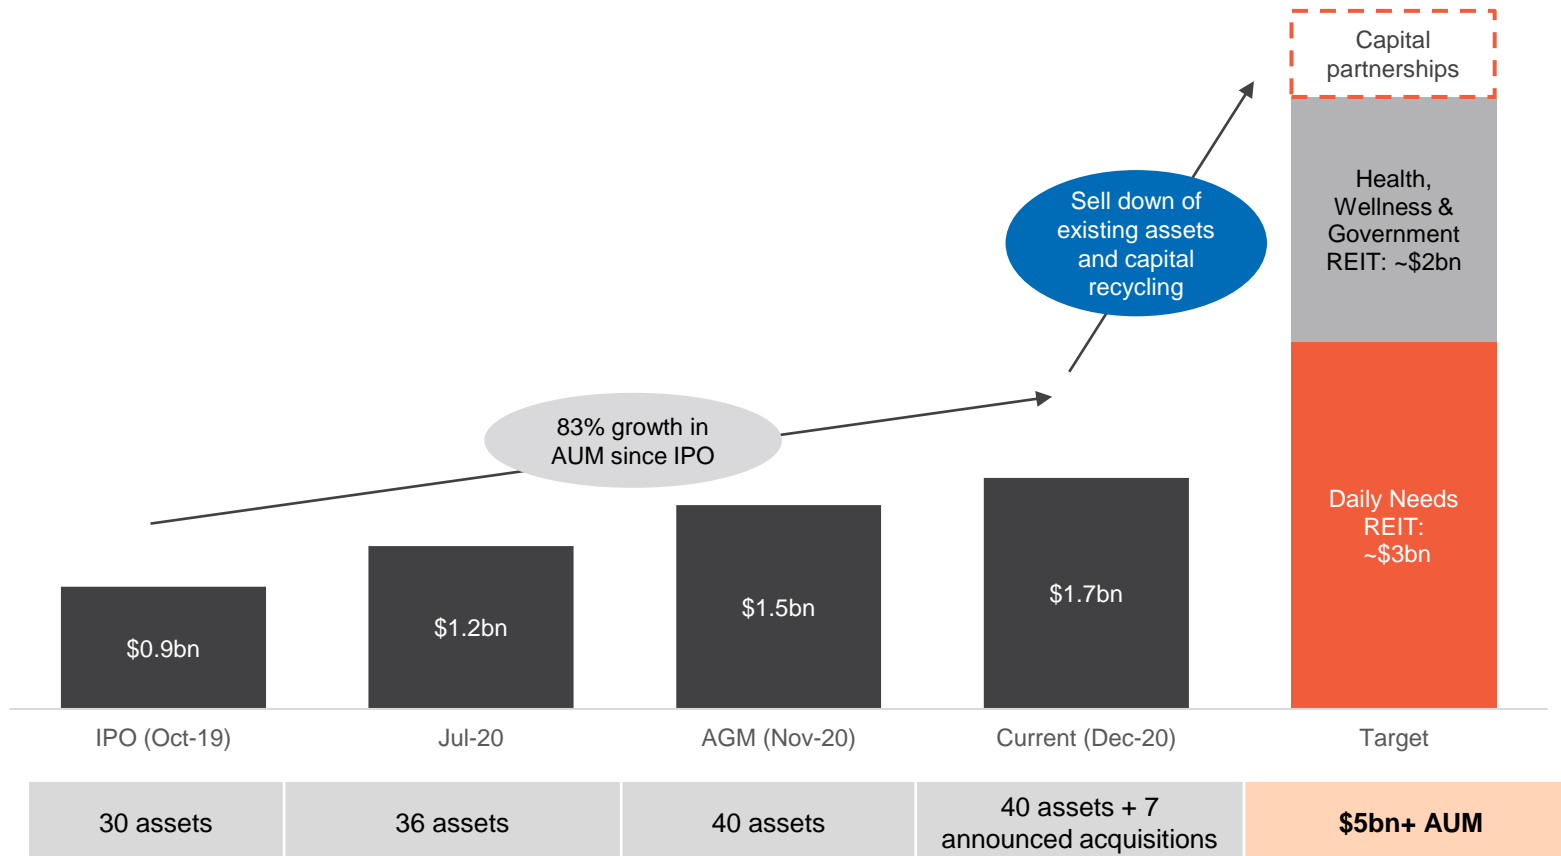 Capital
partnerships
Health,
Wellness &
Government
REIT: ~$2bn
Sell down of
existing assets
and capital
recycling
83% growth in
AUM since IPO
Daily Needs
REIT:
~$3bn
$0.9bn
$1.2bn
$1.5bn
$1.7bn
IPO (Oct-19)
Jul-20
AGM (Nov-20)
Current (Dec-20)
Target
30 assets
36 assets
40 assets
40 assets + 7
announced acquisitions
$5bn+ AUM